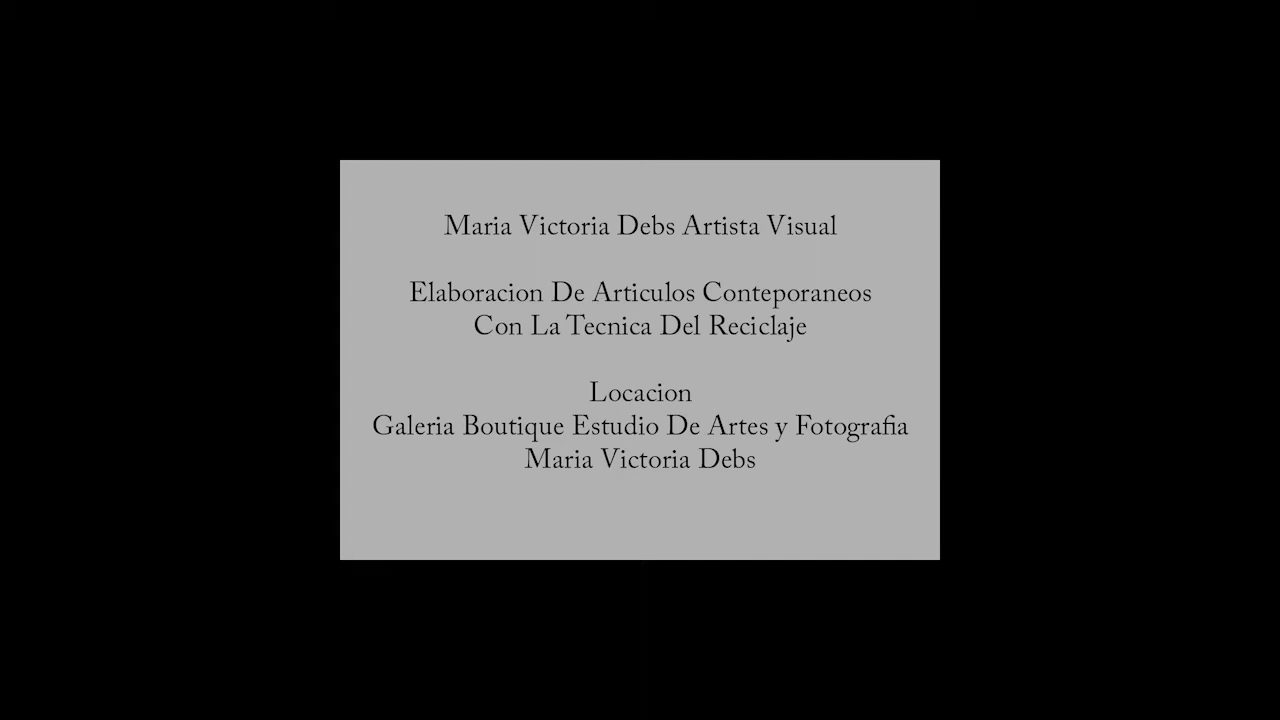 Maria Victoria Debs Artista Visual
Elaboracion De Articulos Conteporaneos
Con La Tecnica Del Reciclaje
Locacion
Galeria Boutique Estudio De Artes y Fotografia
Maria Victoria Debs